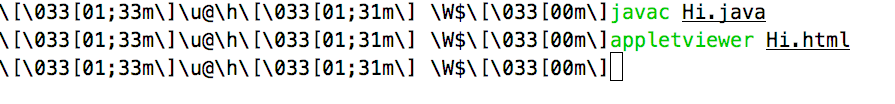 \[\033[01;33m\]\u@\h\[\033[01;31m\] \W$\[\033[00m\]javac Hi.java
\[\033[01;33m\]\u@\h\[\033[01;31m\] \W$\[\033[00m\]appletviewer Hi.html
\[\033[01;33m\]\u@\h\[\033[01;31m\] \W$\[\033[00m\]